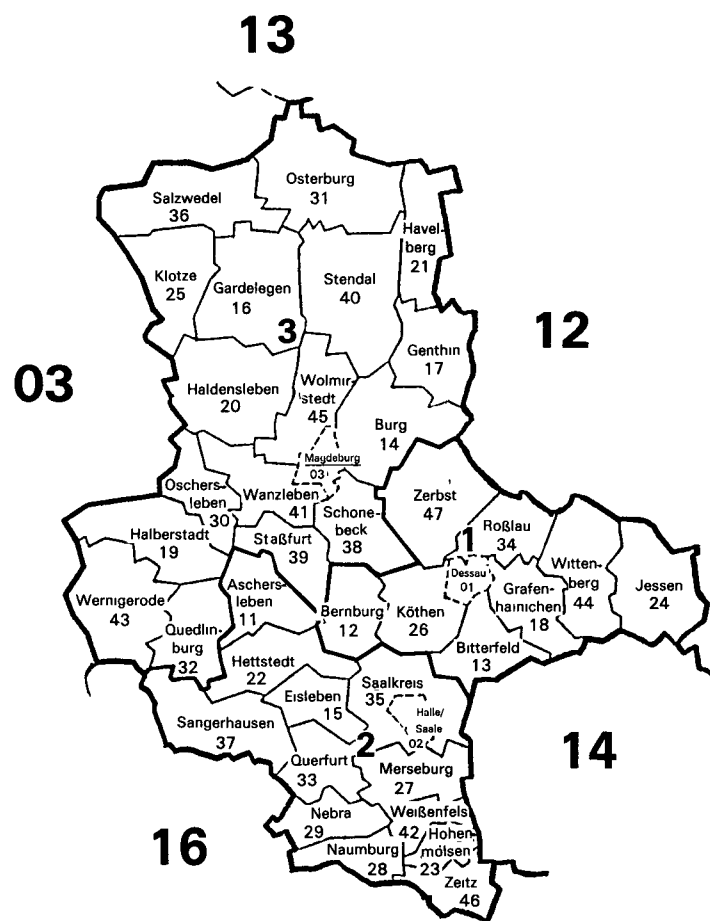 13
Osterburg
31
Salzwedel
36
Havel-
berg
21
Klotze
25
Gardelegen
16
Stendal
40
3
12
Genthin
17
03
Haldensleben
20
Wolmir-
stedt
45
Burg
14
Magdeburg
03
Oschers-
leben
30
Wanzleben
41
Zerbst
47
Schone-
beck
38
Halberstadt
19
Staßfurt
39
Roßlau
34
1
Witten-
berg
44
Dessau
01
Jessen
24
Wernigerode
43
Aschers-
leben
11
Bernburg
12
Köthen
26
Grafen-
hainichen
18
Quedlin-
burg
32
Bitterfeld
13
Hettstedt
22
Saalkreis
35
Eisleben
15
Halle/
Saale
02
Sangerhausen
37
2
14
Querfurt
33
Merseburg
27
Nebra
29
Weißenfels
42
16
Hohen
mölsen
23
Naumburg
28
Zeitz
46